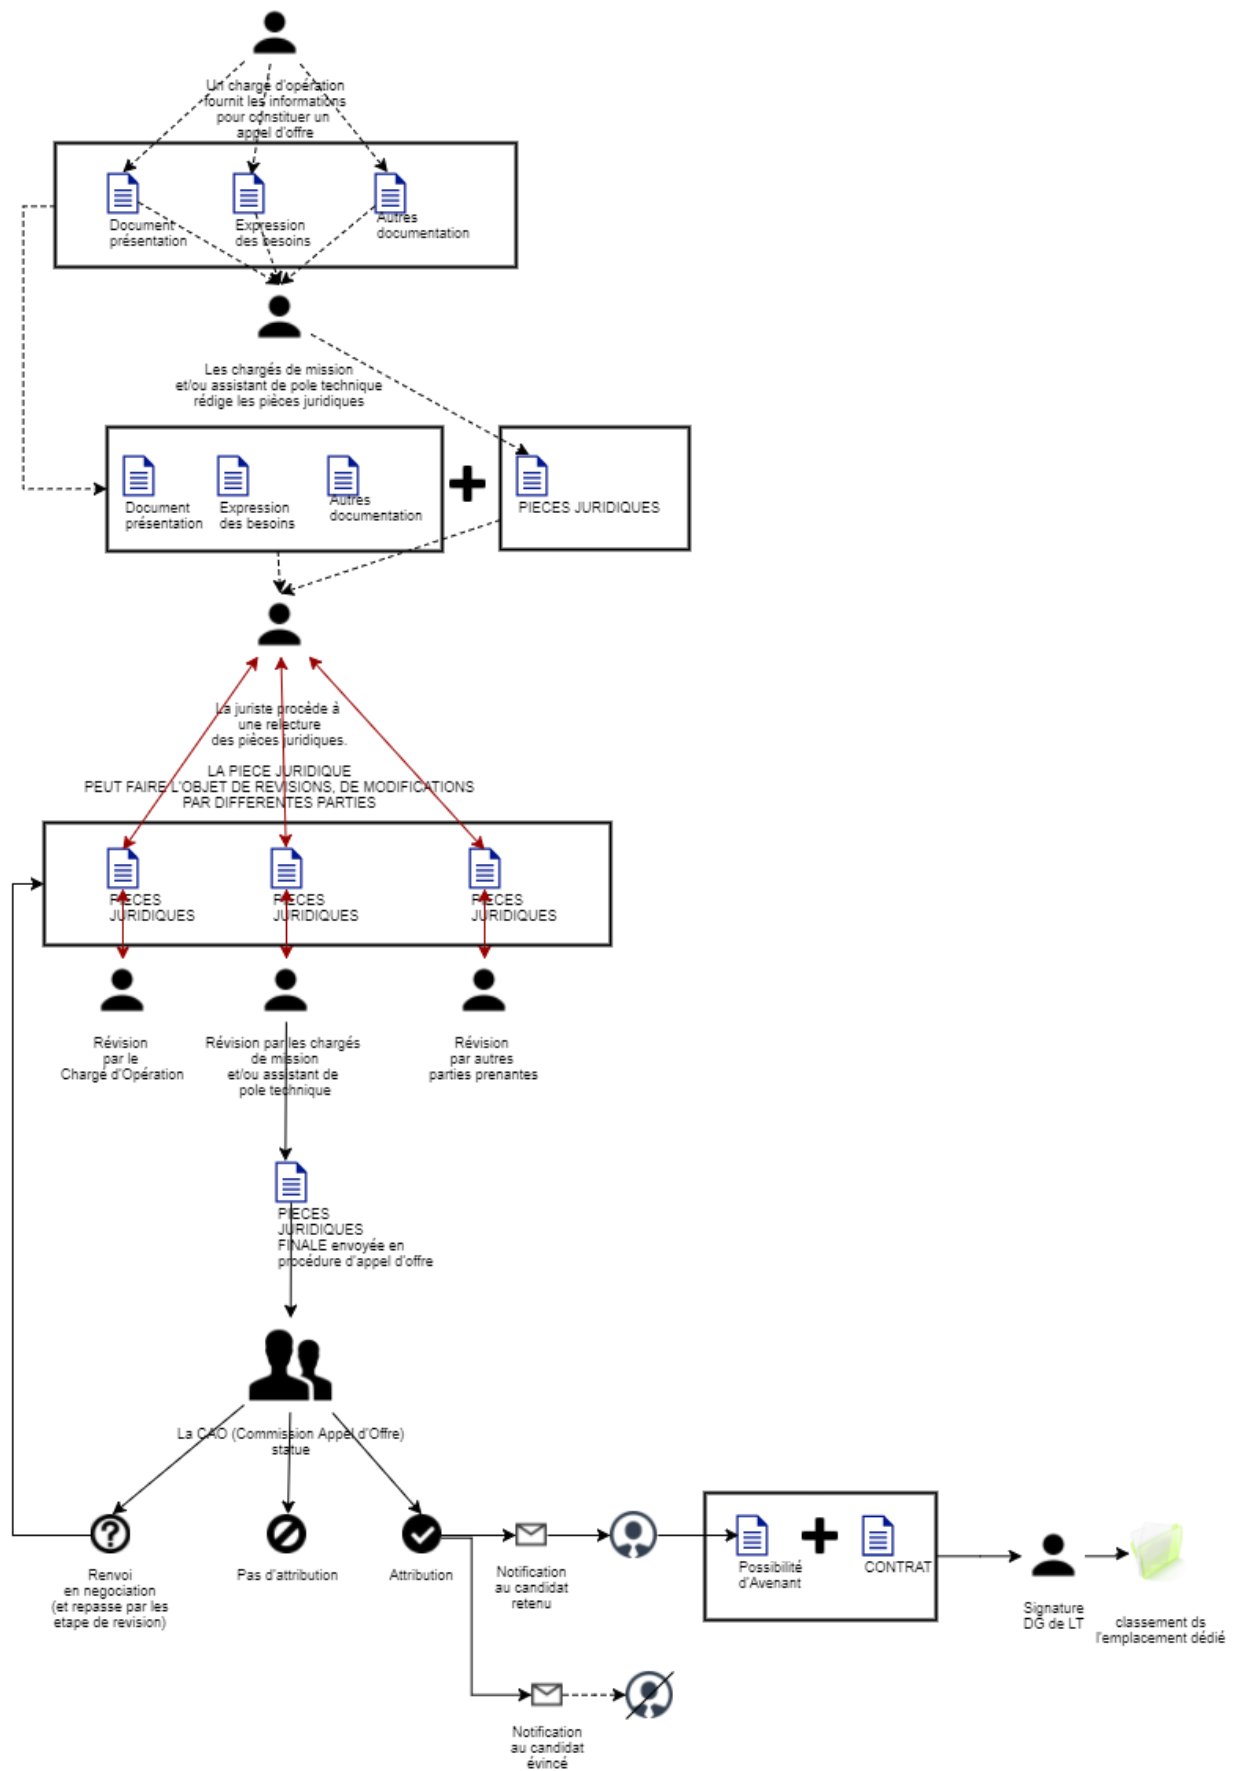 Un chargé d'opération
fournit les informations
pour constituer un
appel d'offre
Document
présentation
Expression
des besoins
Autres
documentation
Les chargés de mission
et/ou assistant de pole technique
rédige les pièces juridiques
Document
présentation
Expression
des besoins
Autres
documentation
PIECES JURIDIQUES
La juriste procède à
une relecture
des pièces juridiques.
LA PIECE JURIDIQUE
PEUT FAIRE L'OBJET DE REVISIONS, DE MODIFICATIONS
PAR DIFFERENTES PARTIES
PIECES
JURIDIQUES
PIECES
JURIDIQUES
PIECES
JURIDIQUES
Révision
par le
Chargé d'Opération
Révision par les chargés
de mission
et/ou assistant de
pole technique
Révision
par autres
parties prenantes
PIECES
JURIDIQUES
FINALE envoyée en
procédure d'appel d'offre
La CAO (Commission Appel d'Offre)
statue
Renvoi
en negociation
(et repasse par les
etape de revision)
Pas d'attribution
Attribution
Notification
au candidat
retenu
Possibilité
d'Avenant
CONTRAT
Signature
DG de LT
classement ds
l'emplacement dédié
Notification
au candidat
évincé